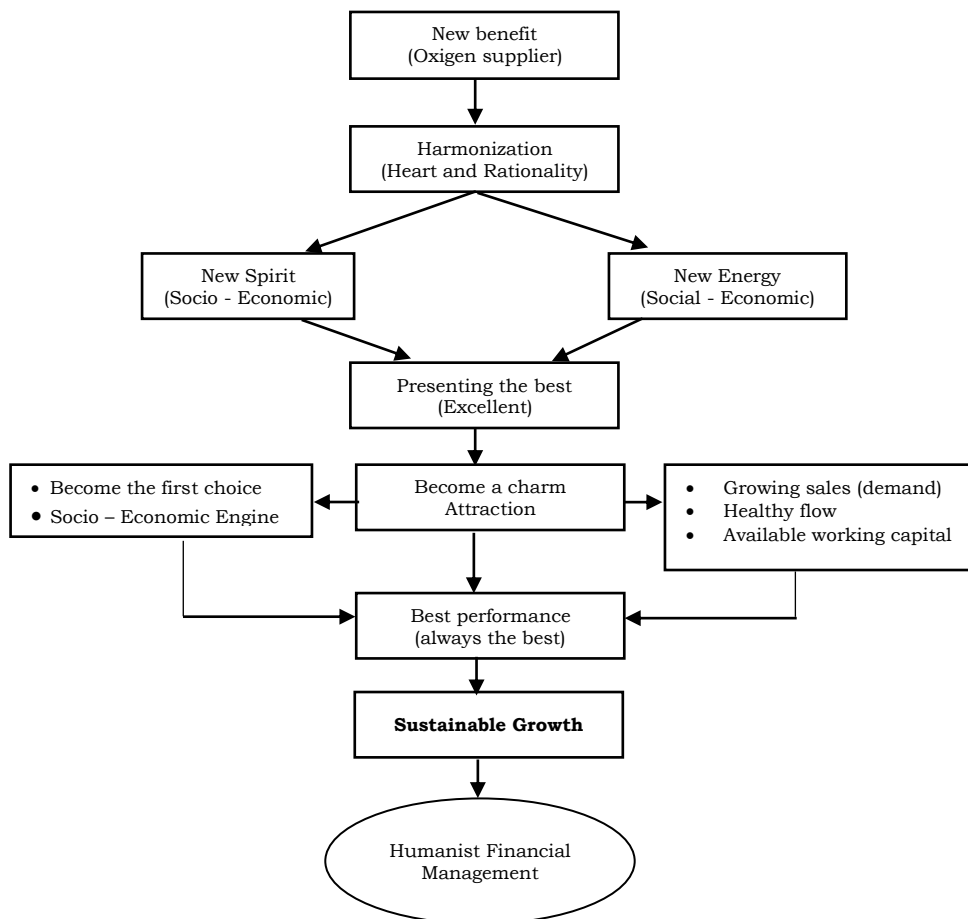 New benefit
(Oxigen supplier)
Harmonization
(Heart and Rationality)
New Spirit
(Socio - Economic)
New Energy
(Social - Economic)
Presenting the best
(Excellent)
• Become the first choice
• Socio – Economic Engine
Become a charm
Attraction
• Growing sales (demand)
• Healthy flow
• Available working capital
Best performance
(always the best)
Sustainable Growth
Humanist Financial
Management